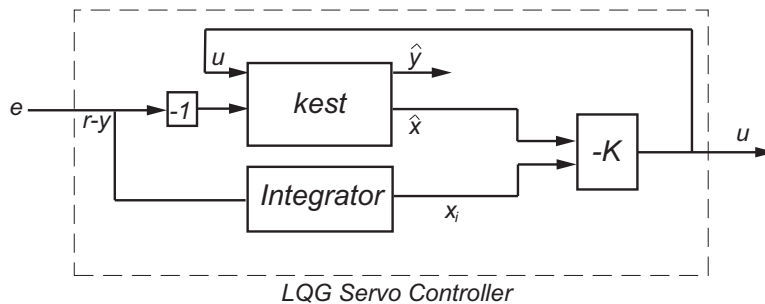 u
ŷ
e
r-y
-1
kest
x̂
-K
u
Integrator
xᵢ
LQG Servo Controller